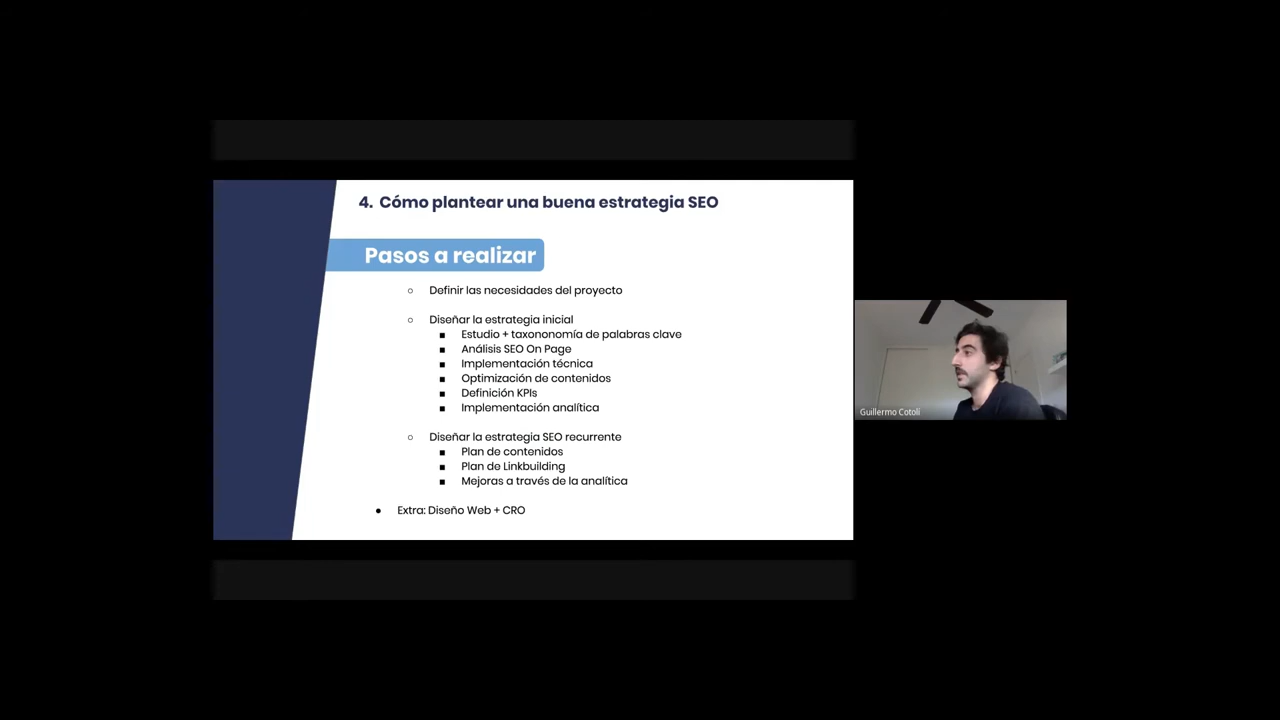 4. Cómo plantear una buena estrategia SEO
Pasos a realizar
○ Definir las necesidades del proyecto
○ Diseñar la estrategia inicial
■ Estudio + taxononomía de palabras clave
■ Análisis SEO On Page
■ Implementación técnica
■ Optimización de contenidos
■ Definición KPIs
■ Implementación analítica
○ Diseñar la estrategia SEO recurrente
■ Plan de contenidos
■ Plan de Linkbuilding
■ Mejoras a través de la analítica
● Extra: Diseño Web + CRO
Guillermo Cotolí